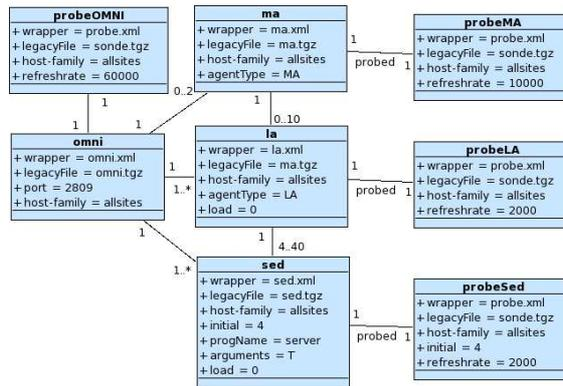 probeOMNI
+ wrapper = probe.xml
+ legacyFile = sonde.tgz
+ host-family = allsites
+ refreshrate = 60000
ma
+ wrapper = ma.xml
+ legacyFile = ma.tgz
+ host-family = allsites
+ agentType = MA
1
probed
1
probeMA
+ wrapper = probe.xml
+ legacyFile = sonde.tgz
+ host-family = allsites
+ refreshrate = 10000
1
1
0..2
1
1
0..10
omni
+ wrapper = omni.xml
+ legacyFile = omni.tgz
+ port = 2809
+ host-family = allsites
1
1..*
la
+ wrapper = la.xml
+ legacyFile = ma.tgz
+ host-family = allsites
+ agentType = LA
+ load = 0
1
probed
1
probeLA
+ wrapper = probe.xml
+ legacyFile = sonde.tgz
+ host-family = allsites
+ refreshrate = 2000
1
1..*
1
4..40
sed
+ wrapper = sed.xml
+ legacyFile = sed.tgz
+ host-family = allsites
+ initial = 4
+ progName = server
+ arguments = T
+ load = 0
1
probed
1
probeSed
+ wrapper = probe.xml
+ legacyFile = sonde.tgz
+ host-family = allsites
+ initial = 4
+ refreshrate = 2000